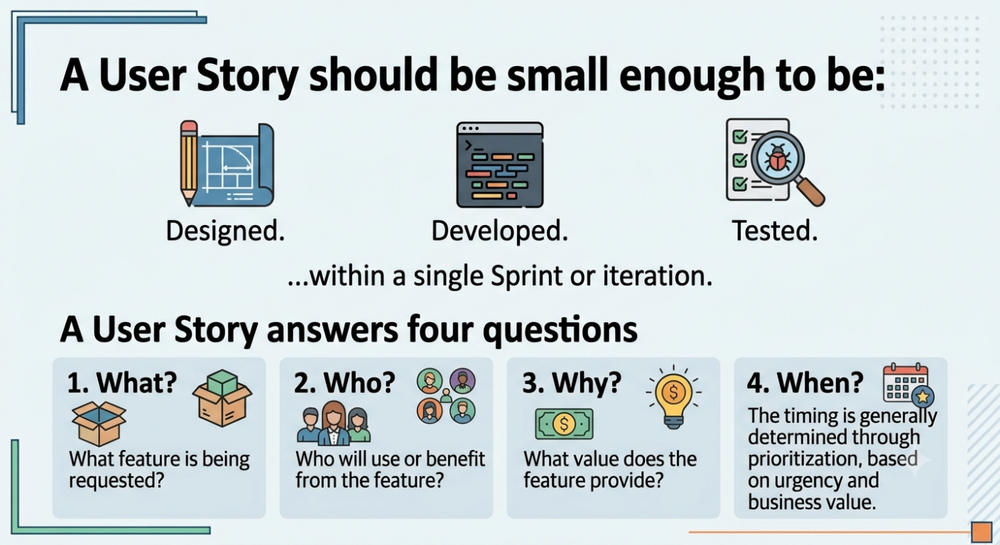 A User Story should be small enough to be:
Designed.
Developed.
Tested.
...within a single Sprint or iteration.
A User Story answers four questions
1. What?
What feature is being
requested?
2. Who?
Who will use or benefit
from the feature?
3. Why?
What value does the
feature provide?
4. When?
The timing is generally
determined through
prioritization, based
on urgency and
business value.